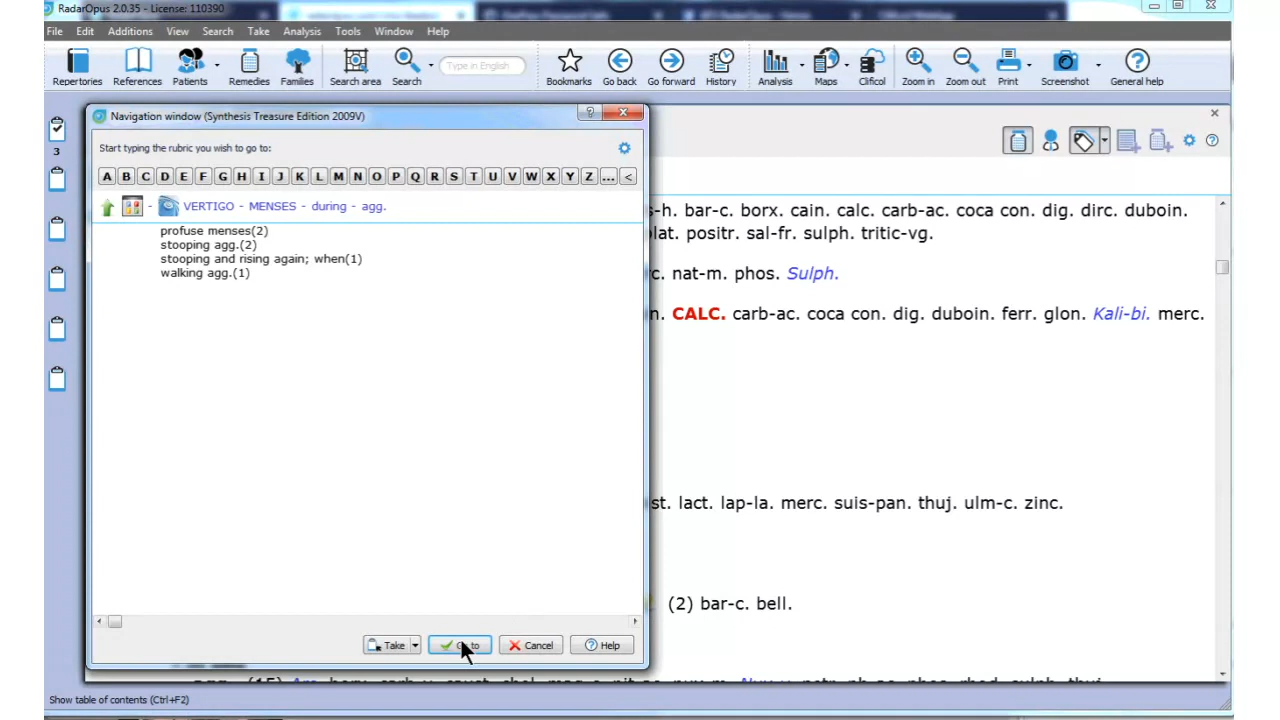 RadarOpus 2.0.35 - License: 110390
File Edit Additions View Search Take Analysis Tools Window Help
Repertories References Patients Remedies Families Search area Search Type in English Bookmarks Go back Go forward History Analysis Maps Clificol Zoom in Zoom out Print Screenshot General help
Navigation window (Synthesis Treasure Edition 2009V)
3
Start typing the rubric you wish to go to:
A B C D E F G H I J K L M N O P Q R S T U V W X Y Z ... <
VERTIGO - MENSES - during - agg.
profuse menses(2)
stooping agg.(2)
stooping and rising again; when(1)
walking agg.(1)
s-h. bar-c. borx. cain. calc. carb-ac. coca con. dig. dirc. duboin.
lat. positr. sal-fr. sulph. tritic-vg.
c. nat-m. phos. Sulph.
n. CALC. carb-ac. coca con. dig. duboin. ferr. glon. Kali-bi. merc.
st. lact. lap-la. merc. suis-pan. thuj. ulm-c. zinc.
(2) bar-c. bell.
Take Go to Cancel Help
Show table of contents (Ctrl+F2)